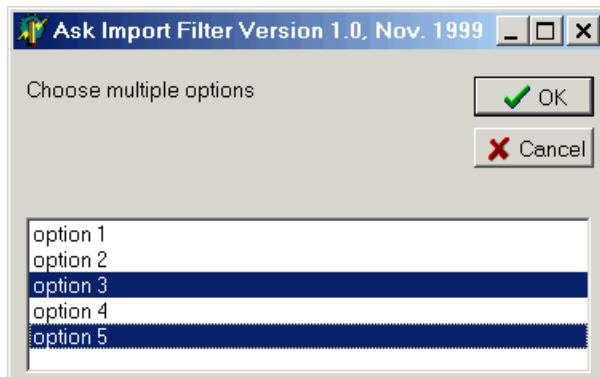 Ask Import Filter Version 1.0, Nov. 1999
Choose multiple options
OK
Cancel
option 1
option 2
option 3
option 4
option 5